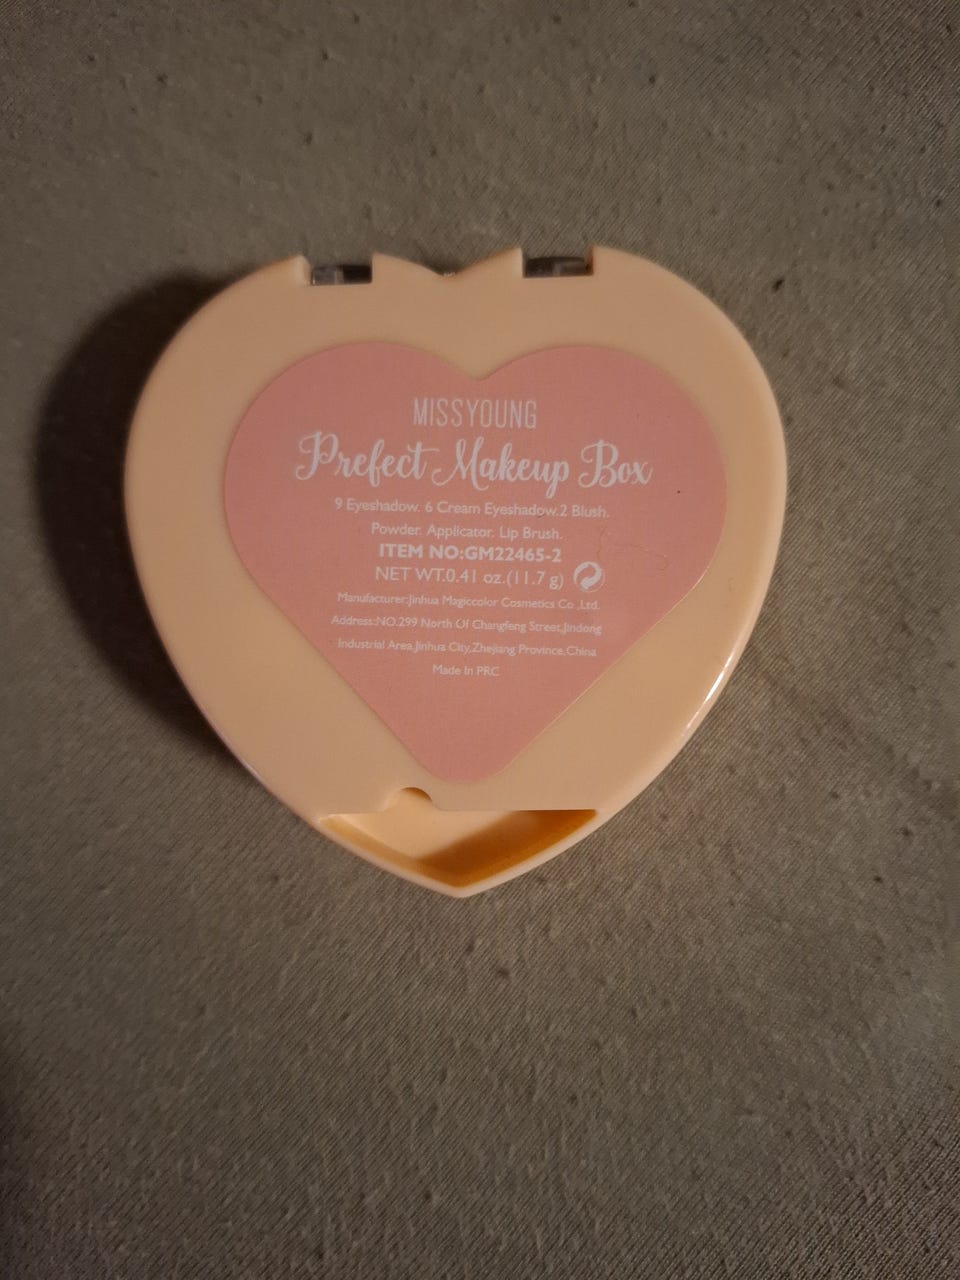 MISSYOUNG
Prefect Makeup Box
9 Eyeshadow. 6 Cream Eyeshadow.2 Blush.
Powder. Applicator. Lip Brush.
ITEM NO:GM22465-2
NET WT.0.41 oz.(11.7 g)
Manufacturer:Jinhua Magiccolor Cosmetics Co.,Ltd.
Address:NO.299 North Of Changfeng Street,Jindong
Industrial Area,Jinhua City,Zhejiang Province,China
Made In PRC